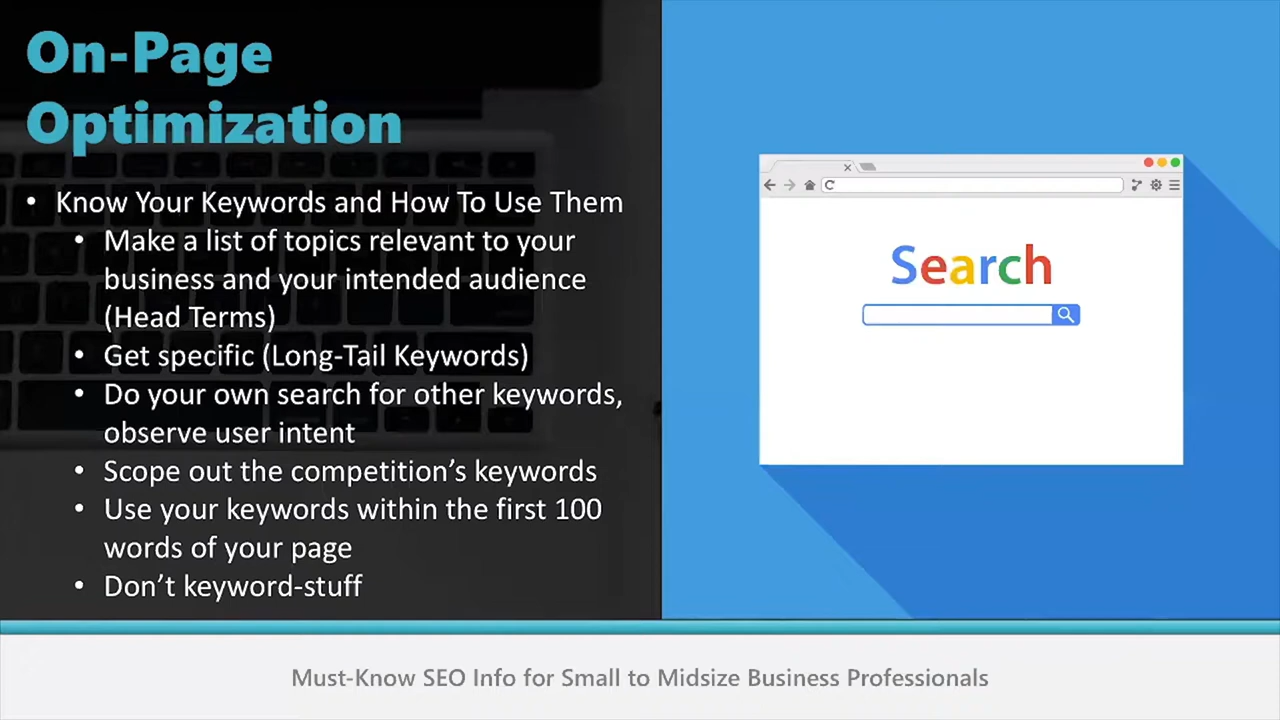 On-Page
Optimization
• Know Your Keywords and How To Use Them
• Make a list of topics relevant to your
business and your intended audience
(Head Terms)
• Get specific (Long-Tail Keywords)
• Do your own search for other keywords,
observe user intent
• Scope out the competition’s keywords
• Use your keywords within the first 100
words of your page
• Don’t keyword-stuff
Search
Must-Know SEO Info for Small to Midsize Business Professionals